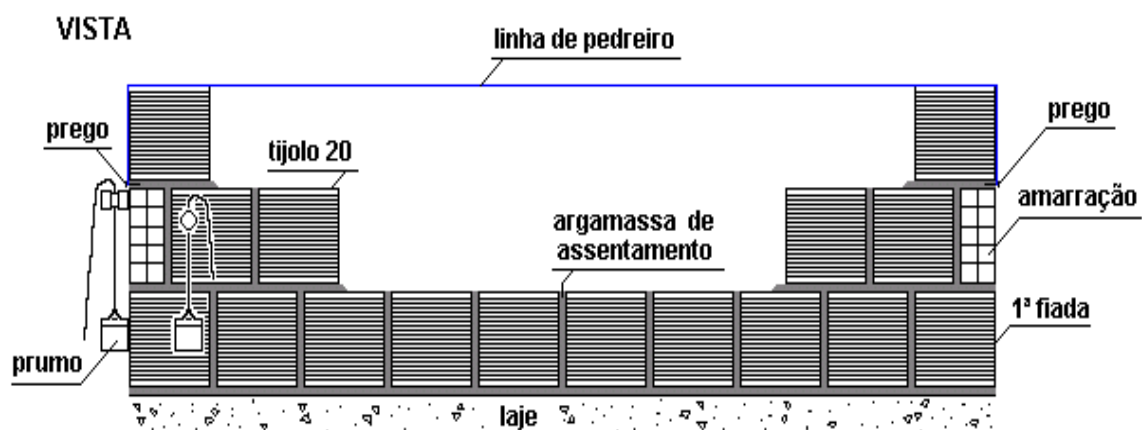 VISTA
linha de pedreiro
prego
prego
tijolo 20
amarração
argamassa de
assentamento
1ª fiada
prumo
laje